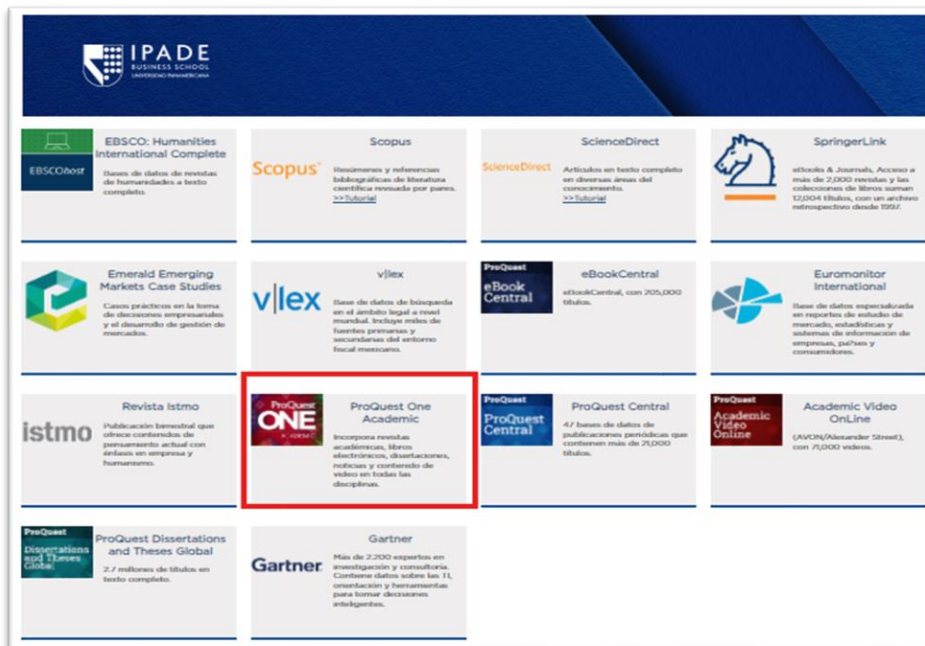 IPADE
BUSINESS SCHOOL
UNIVERSIDAD PANAMERICANA
EBSCOhost
EBSCO: Humanities
International Complete
Bases de datos de revistas
de humanidades a texto
completo.
Scopus
Scopus
Resúmenes y referencias
bibliográficas de literatura
científica revisada por pares.
>>Tutorial
ScienceDirect
ScienceDirect
Artículos en texto completo
en diversas áreas del
conocimiento.
>>Tutorial
SpringerLink
eBooks & Journals, Acceso a
más de 2,000 revistas y las
colecciones de libros suman
12,004 títulos, con un archivo
retrospectivo desde 1997.
Emerald Emerging
Markets Case Studies
Casos prácticos en la toma
de decisiones empresariales
y el desarrollo de gestión de
mercados.
v|lex
v|lex
Base de datos de búsqueda
en el ámbito legal a nivel
mundial. Incluye miles de
fuentes primarias y
secundarias del entorno
fiscal mexicano.
ProQuest
eBook
Central
eBookCentral
eBookCentral, con 205,000
títulos.
Euromonitor
International
Base de datos especializada
en reportes de estudio de
mercado, estadísticas y
sistemas de información de
empresas, pa?ses y
consumidores.
istmo
Revista Istmo
Publicación bimestral que
ofrece contenidos de
pensamiento actual con
énfasis en empresa y
humanismo.
ProQuest
ONE
ACADEMIC
ProQuest One
Academic
Incorpora revistas
académicas, libros
electrónicos, disertaciones,
noticias y contenido de
video en todas las
disciplinas.
ProQuest
ProQuest
Central
ProQuest Central
47 bases de datos de
publicaciones periódicas que
contienen más de 21,000
títulos.
ProQuest
Academic
Video
Online
Academic Video
OnLine
(AVON/Alexander Street),
con 71,000 videos.
ProQuest
Dissertations
and Theses
Global
ProQuest Dissertations
and Theses Global
2.7 millones de títulos en
texto completo.
Gartner
Gartner
Más de 2.200 expertos en
investigación y consultoría.
Contiene datos sobre las TI,
orientación y herramientas
para tomar decisiones
inteligentes.